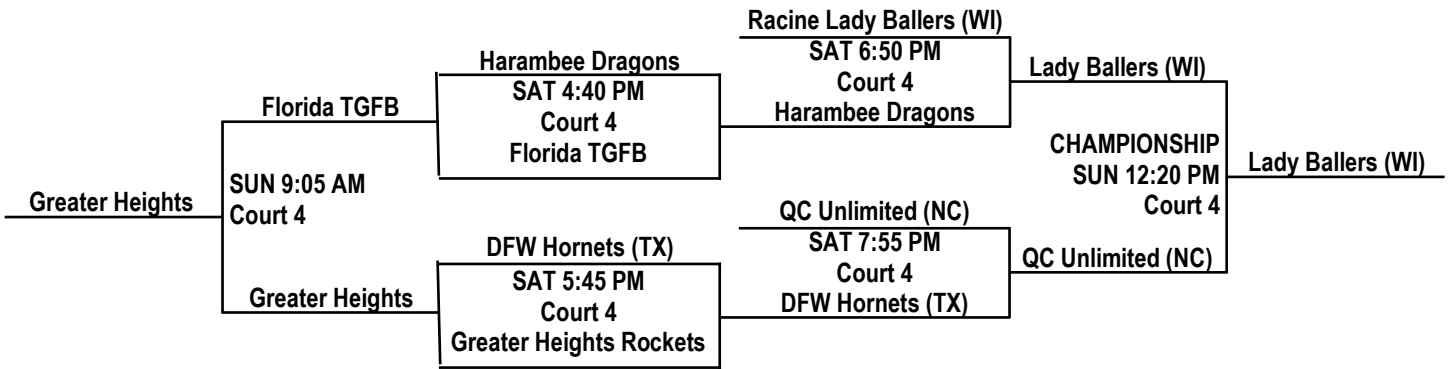 Racine Lady Ballers (WI)
SAT 6:50 PM
Court 4
Harambee Dragons
Harambee Dragons
SAT 4:40 PM
Court 4
Florida TGFB
Florida TGFB
Lady Ballers (WI)
CHAMPIONSHIP
SUN 12:20 PM
Court 4
Lady Ballers (WI)
SUN 9:05 AM
Court 4
Greater Heights
QC Unlimited (NC)
SAT 7:55 PM
Court 4
DFW Hornets (TX)
QC Unlimited (NC)
DFW Hornets (TX)
SAT 5:45 PM
Court 4
Greater Heights Rockets
Greater Heights